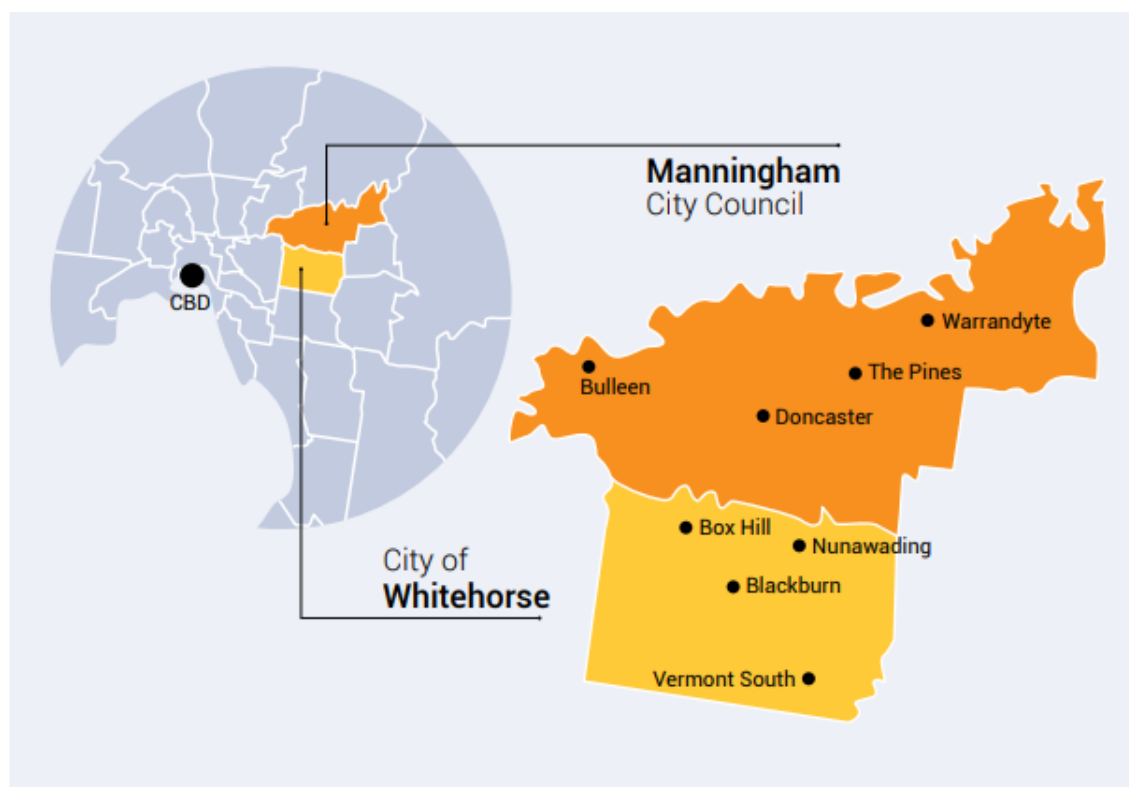 Manningham
City Council
CBD
Warrandyte
The Pines
Bulleen
Doncaster
Box Hill
Nunawading
City of
Whitehorse
Blackburn
Vermont South